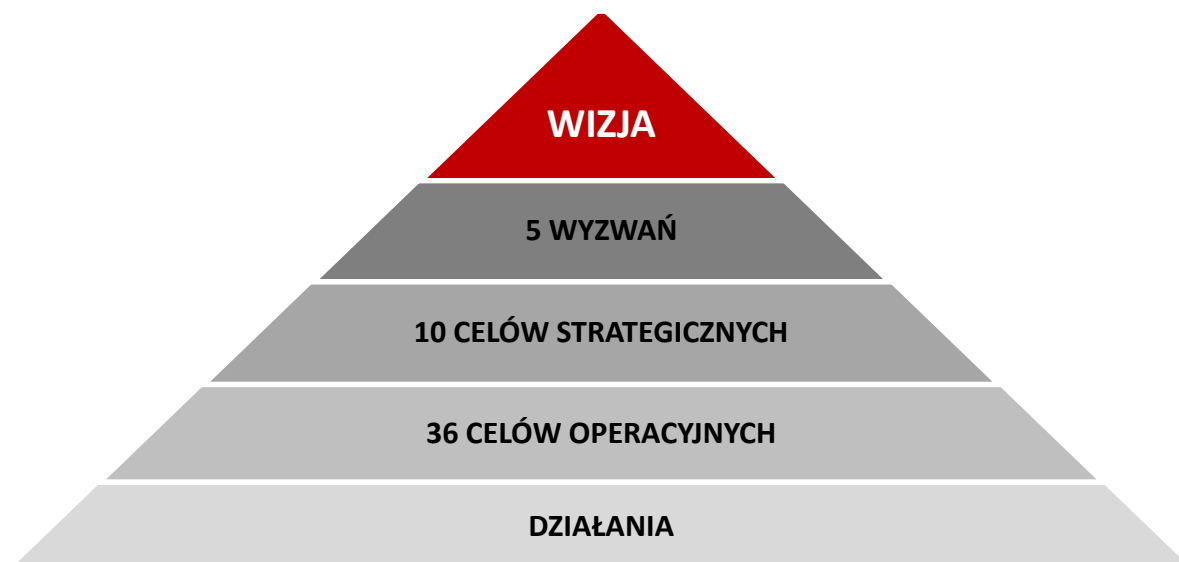 WIZJA
5 WYZWAŃ
10 CELÓW STRATEGICZNYCH
36 CELÓW OPERACYJNYCH
DZIAŁANIA